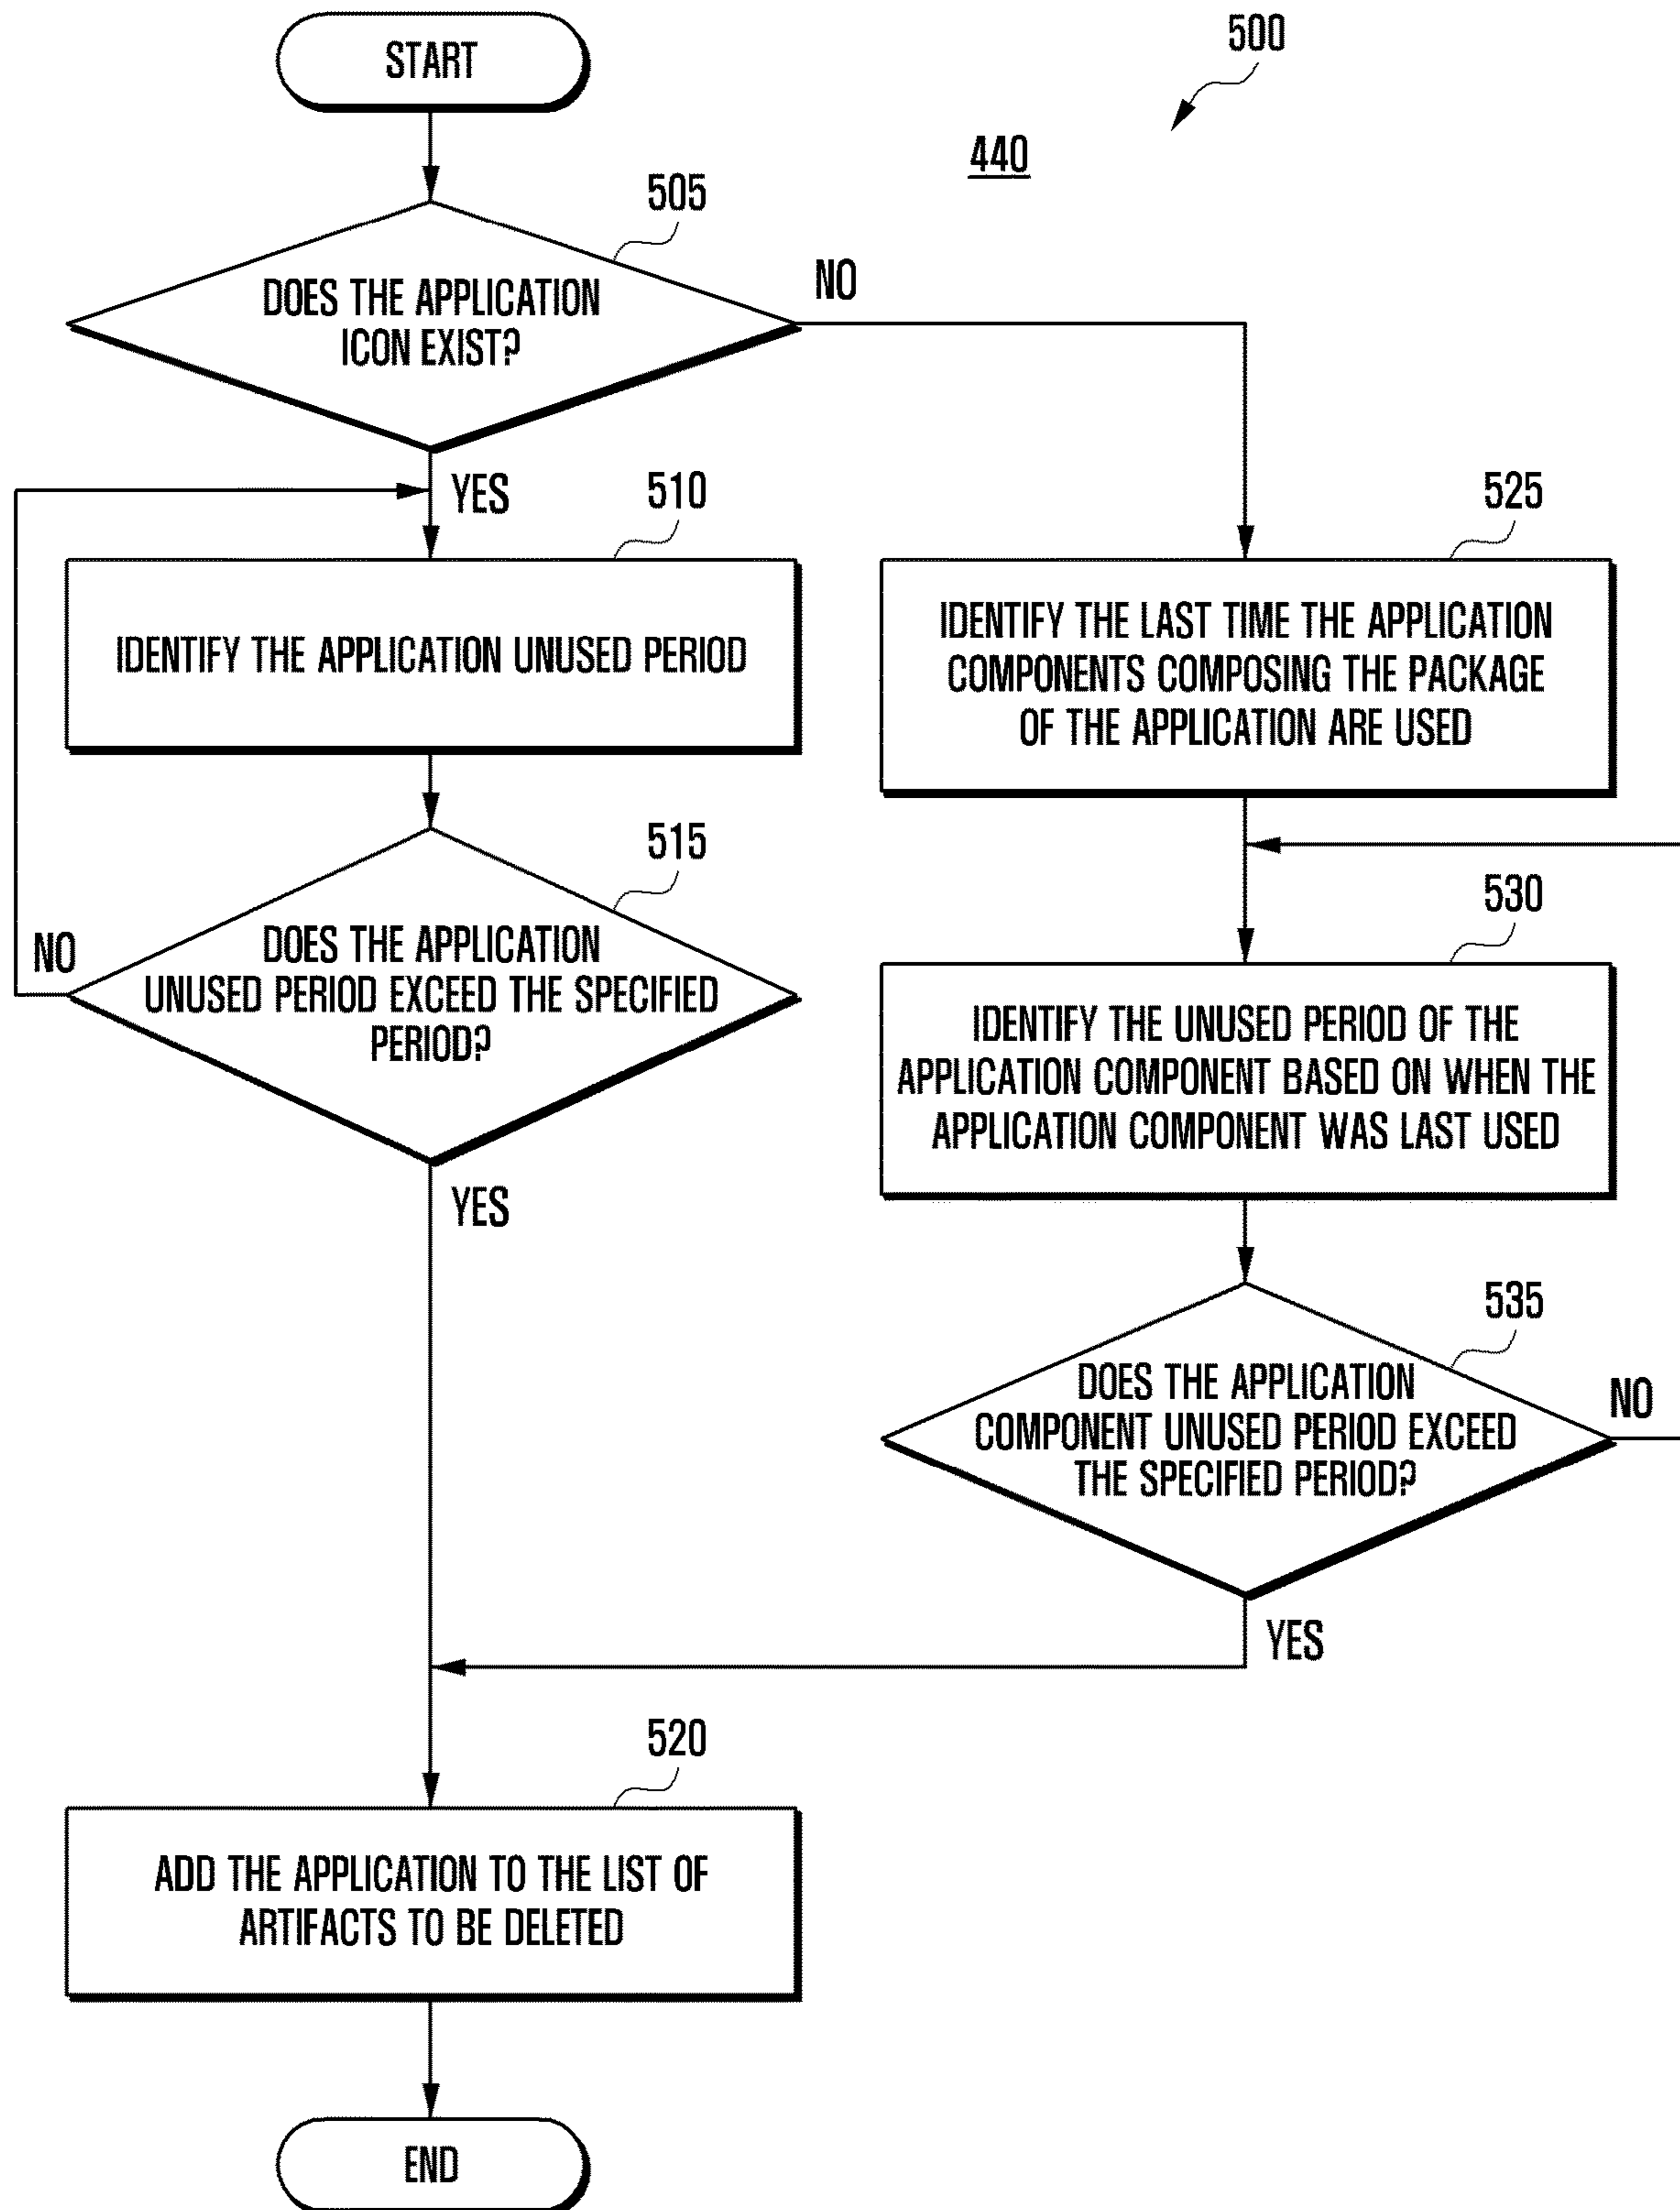 START
500
440
505
DOES THE APPLICATION
ICON EXIST?
NO
YES
510
IDENTIFY THE APPLICATION UNUSED PERIOD
525
IDENTIFY THE LAST TIME THE APPLICATION
COMPONENTS COMPOSING THE PACKAGE
OF THE APPLICATION ARE USED
515
DOES THE APPLICATION
UNUSED PERIOD EXCEED THE SPECIFIED
PERIOD?
NO
YES
530
IDENTIFY THE UNUSED PERIOD OF THE
APPLICATION COMPONENT BASED ON WHEN THE
APPLICATION COMPONENT WAS LAST USED
535
DOES THE APPLICATION
COMPONENT UNUSED PERIOD EXCEED
THE SPECIFIED PERIOD?
NO
YES
520
ADD THE APPLICATION TO THE LIST OF
ARTIFACTS TO BE DELETED
END